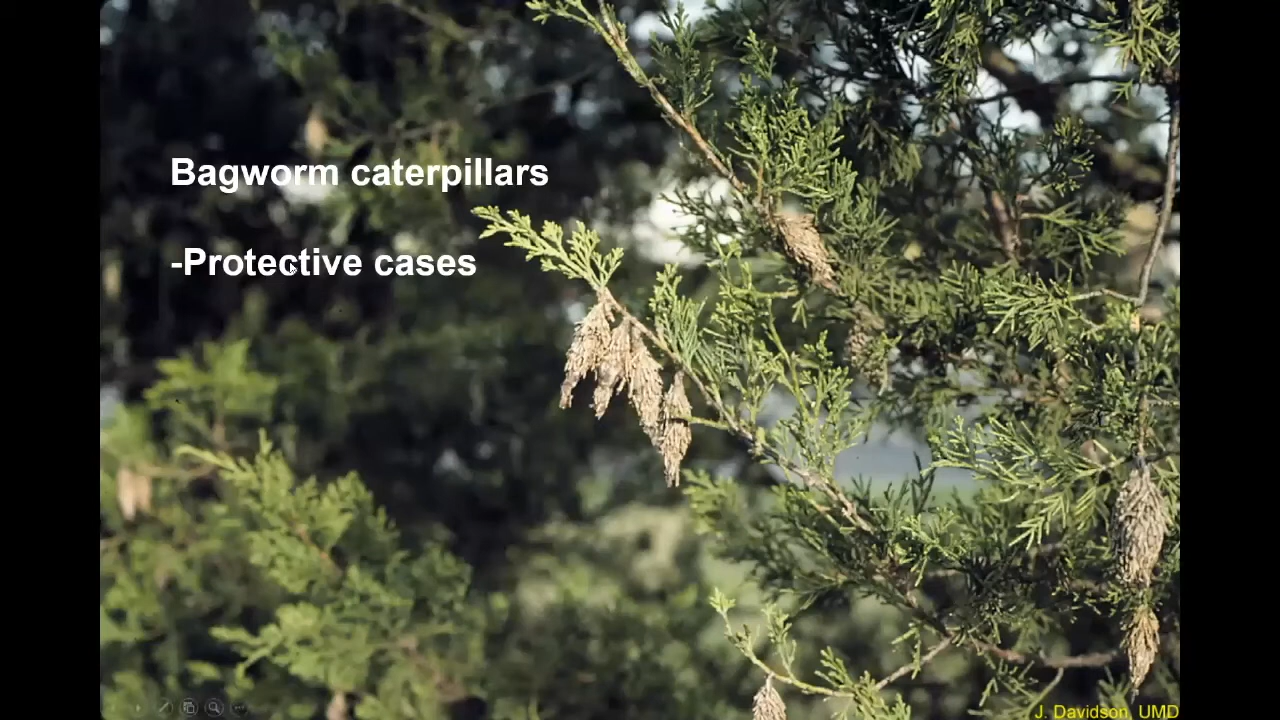 Bagworm caterpillars
-Protective cases
J. Davidson, UMD